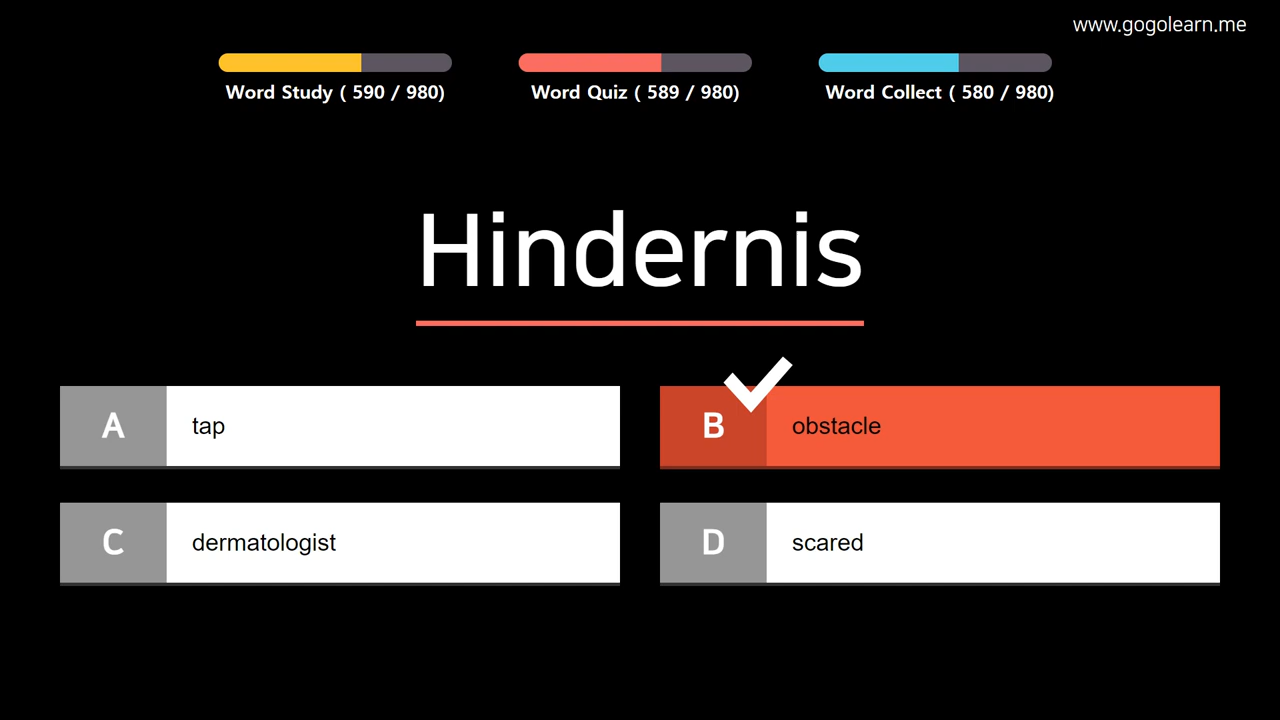 www.gogolearn.me
Word Study ( 590 / 980)
Word Quiz ( 589 / 980)
Word Collect ( 580 / 980)
Hindernis
A tap
B obstacle
C dermatologist
D scared